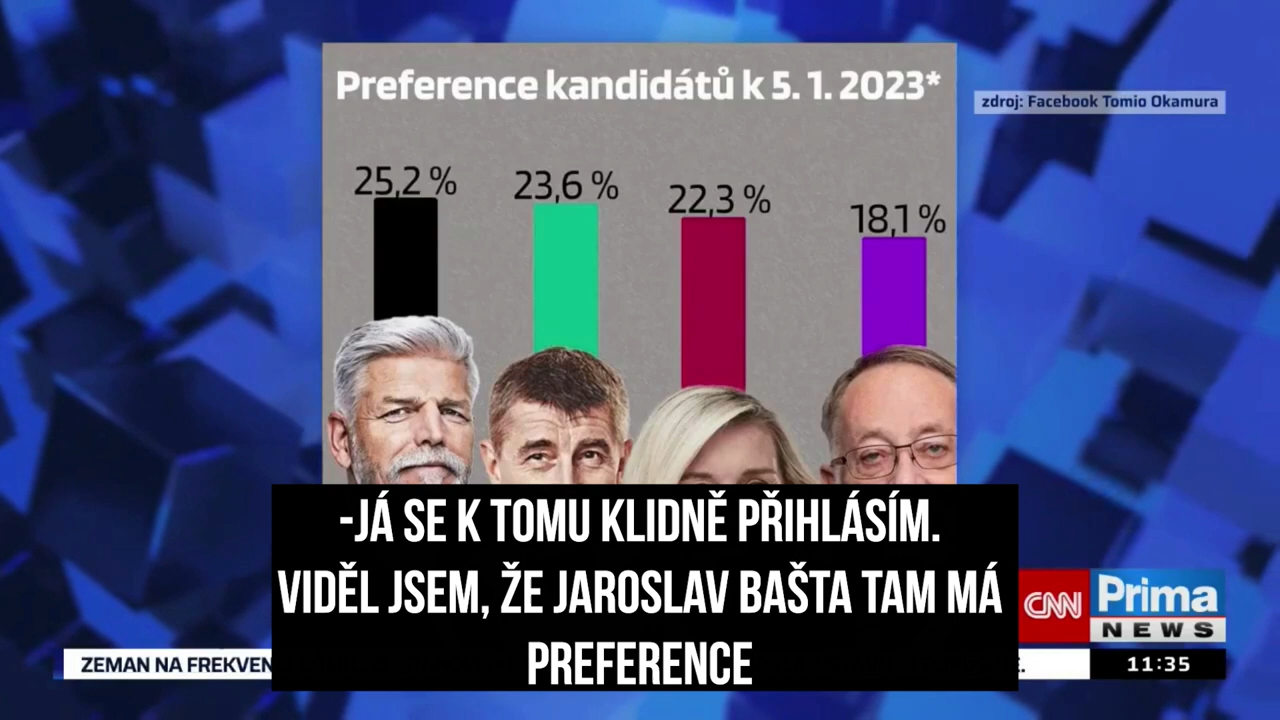 Preference kandidátů k 5. 1. 2023*
zdroj: Facebook Tomio Okamura
25,2 %
23,6 %
22,3 %
18,1 %
-JÁ SE K TOMU KLIDNĚ PŘIHLÁSÍM.
VIDĚL JSEM, ŽE JAROSLAV BAŠTA TAM MÁ
PREFERENCE
CNN Prima
NEWS
ZEMAN NA
11:35